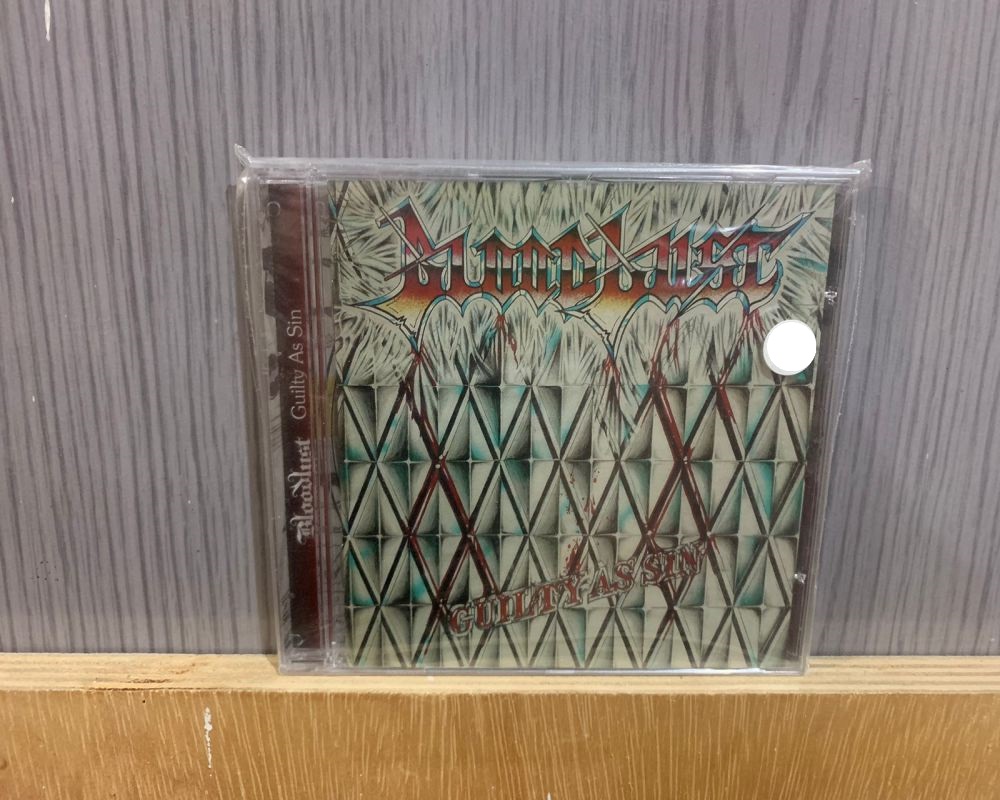 BLOODLUST
GUILTY AS SIN
Bloodlust Guilty As Sin